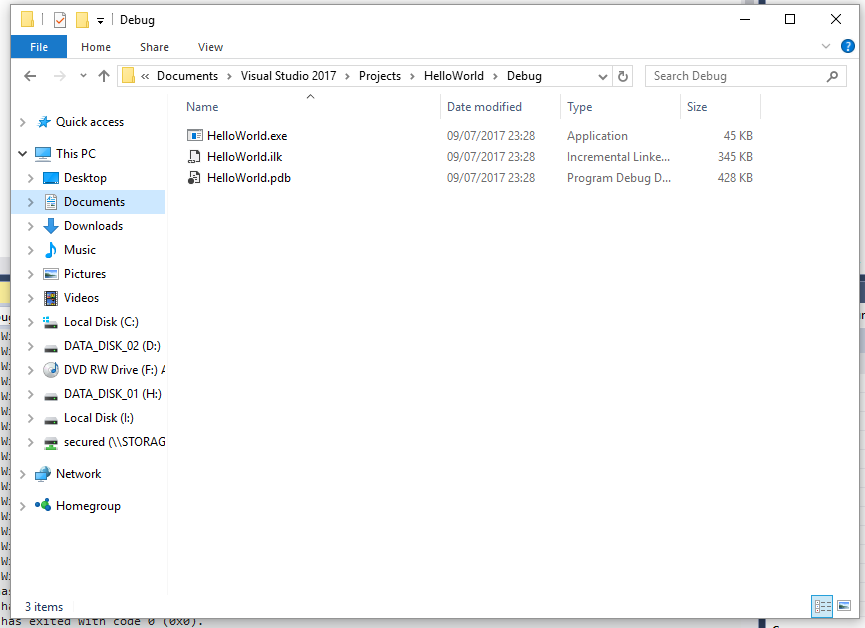 Debug
File Home Share View
« Documents > Visual Studio 2017 > Projects > HelloWorld > Debug
Search Debug
Name Date modified Type Size
HelloWorld.exe 09/07/2017 23:28 Application 45 KB
HelloWorld.ilk 09/07/2017 23:28 Incremental Linke... 345 KB
HelloWorld.pdb 09/07/2017 23:28 Program Debug D... 428 KB
Quick access
This PC
Desktop
Documents
Downloads
Music
Pictures
Videos
Local Disk (C:)
DATA_DISK_02 (D:)
DVD RW Drive (F:) A
DATA_DISK_01 (H:)
Local Disk (I:)
secured (\\STORAG
Network
Homegroup
3 items
has exited with code 0 (0x0).